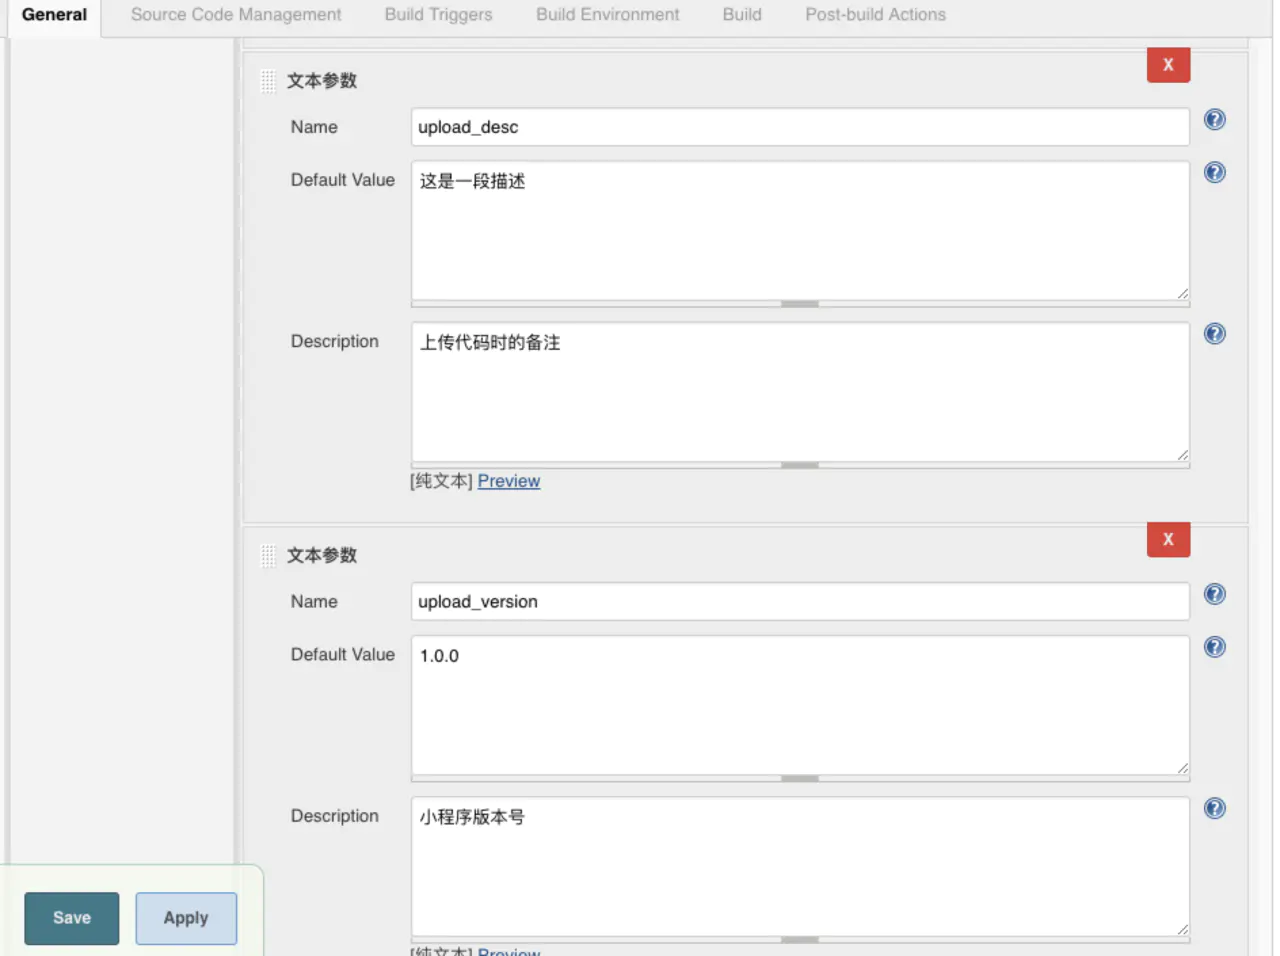 General Source Code Management Build Triggers Build Environment Build Post-build Actions
X
文本参数
Name upload_desc
Default Value 这是一段描述
Description 上传代码时的备注
[纯文本] Preview
X
文本参数
Name upload_version
Default Value 1.0.0
Description 小程序版本号
Save Apply
[纯文本] Preview